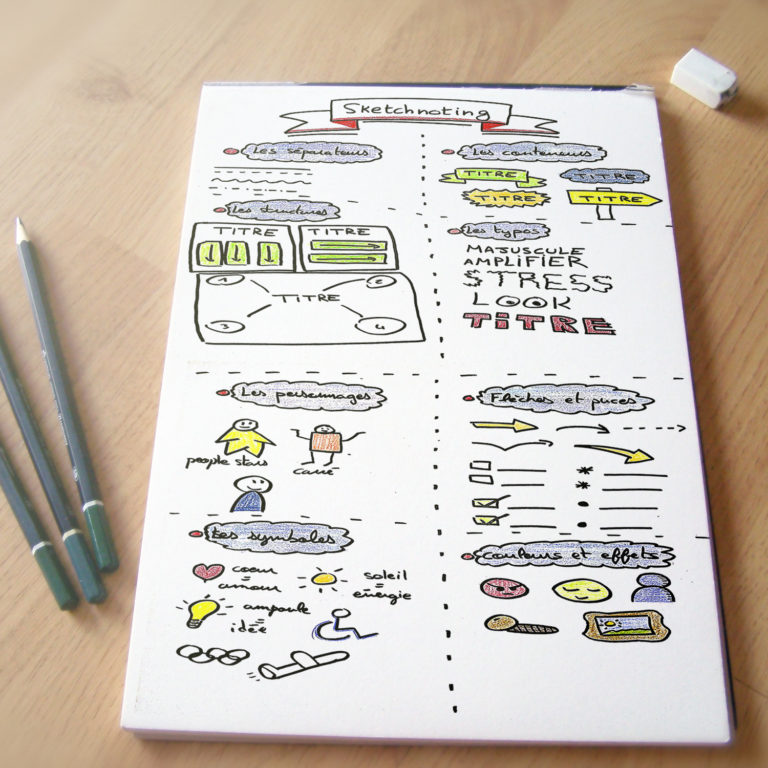 Sketchnoting
Les séparateurs
Les structures
TITRE TITRE
1 2
TITRE
3 4
Les personnages
people stars
carré
Les symboles
coeur
=
amour
soleil
=
énergie
ampoule
=
idée
Les conteneurs
TITRE TITRE
TITRE TITRE
Les typos
MAJUSCULE
AMPLiFiER
STRESS
LOOK
TiTRE
Flèches et puces
Couleurs et effets